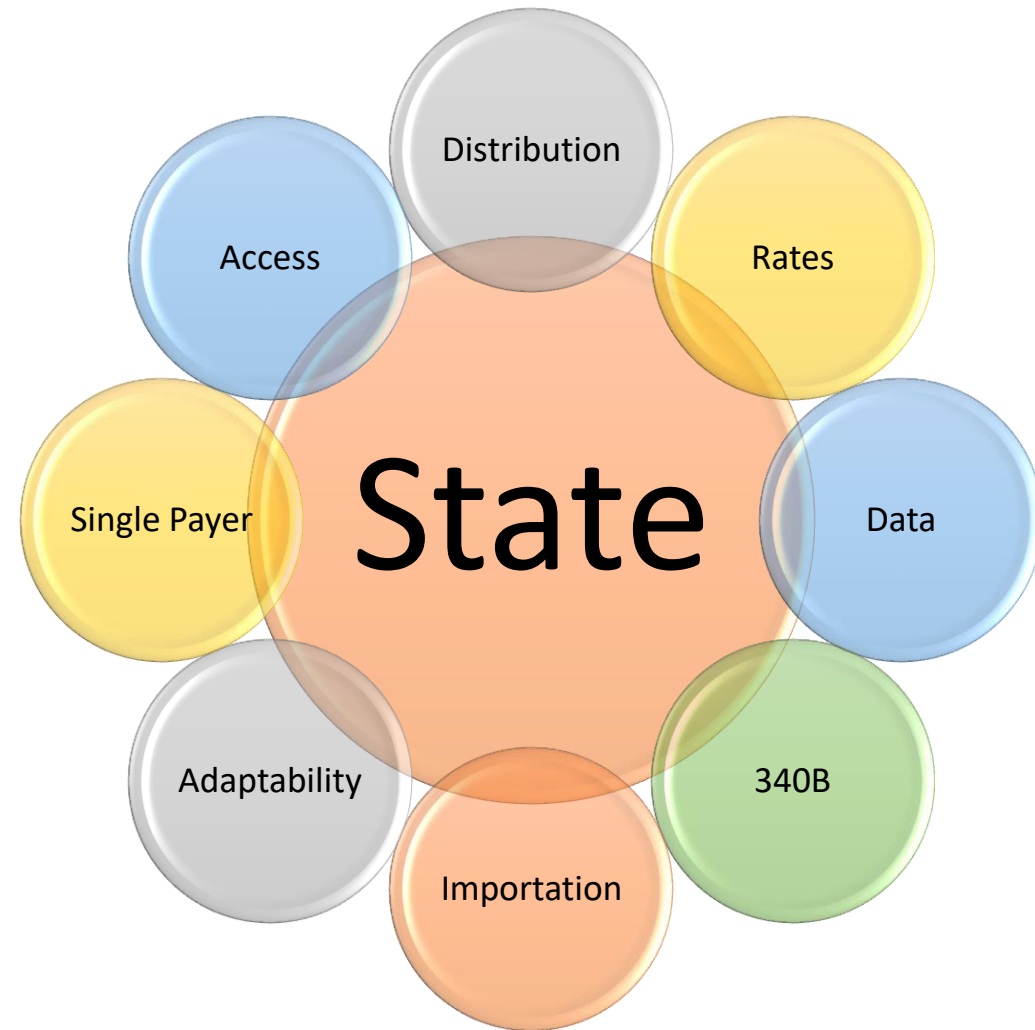 Distribution
Access
Rates
Single Payer
State
Data
Adaptability
340B
Importation